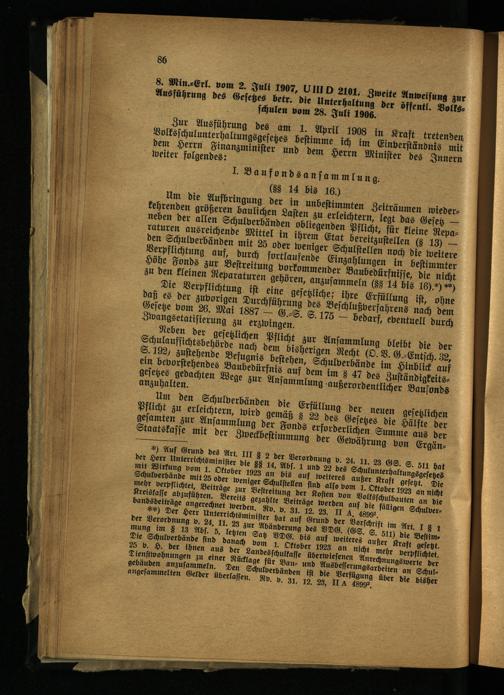 86
8. Min.-Erl. vom 2. Juli 1907, U III D 2101. Zweite Anweisung zur
Ausführung des Gesetzes betr. die Unterhaltung der öffentl. Volks-
schulen vom 28. Juli 1906.
Zur Ausführung des am 1. April 1908 in Kraft tretenden
Volksschulunterhaltungsgesetzes bestimme ich im Einverständnis mit
dem Herrn Finanzminister und dem Herrn Minister des Innern
weiter folgendes:
I. Baufondsansammlung.
(§§ 14 bis 16.)
Um die Aufbringung der in unbestimmten Zeiträumen wieder-
kehrenden größeren baulichen Lasten zu erleichtern, legt das Gesetz —
neben der allen Schulverbänden obliegenden Pflicht, für kleine Repa-
raturen ausreichende Mittel in ihrem Etat bereitzustellen (§ 13) —
den Schulverbänden mit 25 oder weniger Schulstellen noch die weitere
Verpflichtung auf, durch fortlaufende Einzahlungen in bestimmter
Höhe Fonds zur Bestreitung vorkommender Baubedürfnisse, die nicht
zu den kleinen Reparaturen gehören, anzusammeln (§§ 14 bis 16).*) **)
Die Verpflichtung ist eine gesetzliche; ihre Erfüllung ist, ohne
daß es der zuvorigen Durchführung des Beschlußverfahrens nach dem
Gesetz vom 26. Mai 1887 — G.-S. S. 175 — bedarf, eventuell durch
Zwangsetatisierung zu erzwingen.
Neben der gesetzlichen Pflicht zur Ansammlung bleibt die der
Schulaufsichtsbehörde nach dem bisherigen Recht (O. V. G.-Entsch. 32,
S. 192) zustehende Befugnis bestehen, Schulverbände im Hinblick auf
ein bevorstehendes Baubedürfnis auf dem im § 47 des Zuständigkeits-
gesetzes gedachten Wege zur Ansammlung außerordentlicher Baufonds
anzuhalten.
Um den Schulverbänden die Erfüllung der neuen gesetzlichen
Pflicht zu erleichtern, wird gemäß § 22 des Gesetzes die Hälfte der
gesamten zur Ansammlung der Fonds erforderlichen Summe aus der
Staatskasse mit der Zweckbestimmung der Gewährung von Ergän-
*) Auf Grund des Art. III § 2 der Verordnung v. 24. 11. 23 GS. S. 511 hat
der Herr Unterrichtsminister die §§ 14, Abs. 1 und 22 des Schulunterhaltungsgesetzes
mit Wirkung vom 1. Oktober 1923 an bis auf weiteres außer Kraft gesetzt. Die
Schulverbände mit 25 oder weniger Schulstellen sind also vom 1. Oktober 1923 an nicht
mehr verpflichtet, Beiträge zur Bestreitung der Kosten von Volksschulbauten an die
Kreiskasse abzuführen. Bereits gezahlte Beiträge werden auf die fälligen Schulver-
bandsbeiträge angerechnet werden. Rv. v. 31. 12. 23. II A, 4899².
**) Der Herr Unterrichtsminister hat auf Grund der Vorschrift im Art. I § 1
der Verordnung v. 24. 11. 23 zur Abänderung des VDG. (GS. S. 511) die Bestim-
mung im § 13 Abs. 5, letzten Satz VDG. bis auf weiteres außer Kraft gesetzt.
Die Schulverbände sind danach vom 1. Oktober 1923 an nicht mehr verpflichtet,
25 v. H. der ihnen aus der Landesschulkasse überwiesenen Anrechnungswerte der
Dienstwohnungen zu einer Rücklage für Bau- und Ausbesserungsarbeiten an Schul-
gebäuden anzusammeln. Den Schulverbänden ist die Verfügung über die bisher
angesammelten Gelder überlassen. Rv. v. 31. 12. 23, II A 4899².